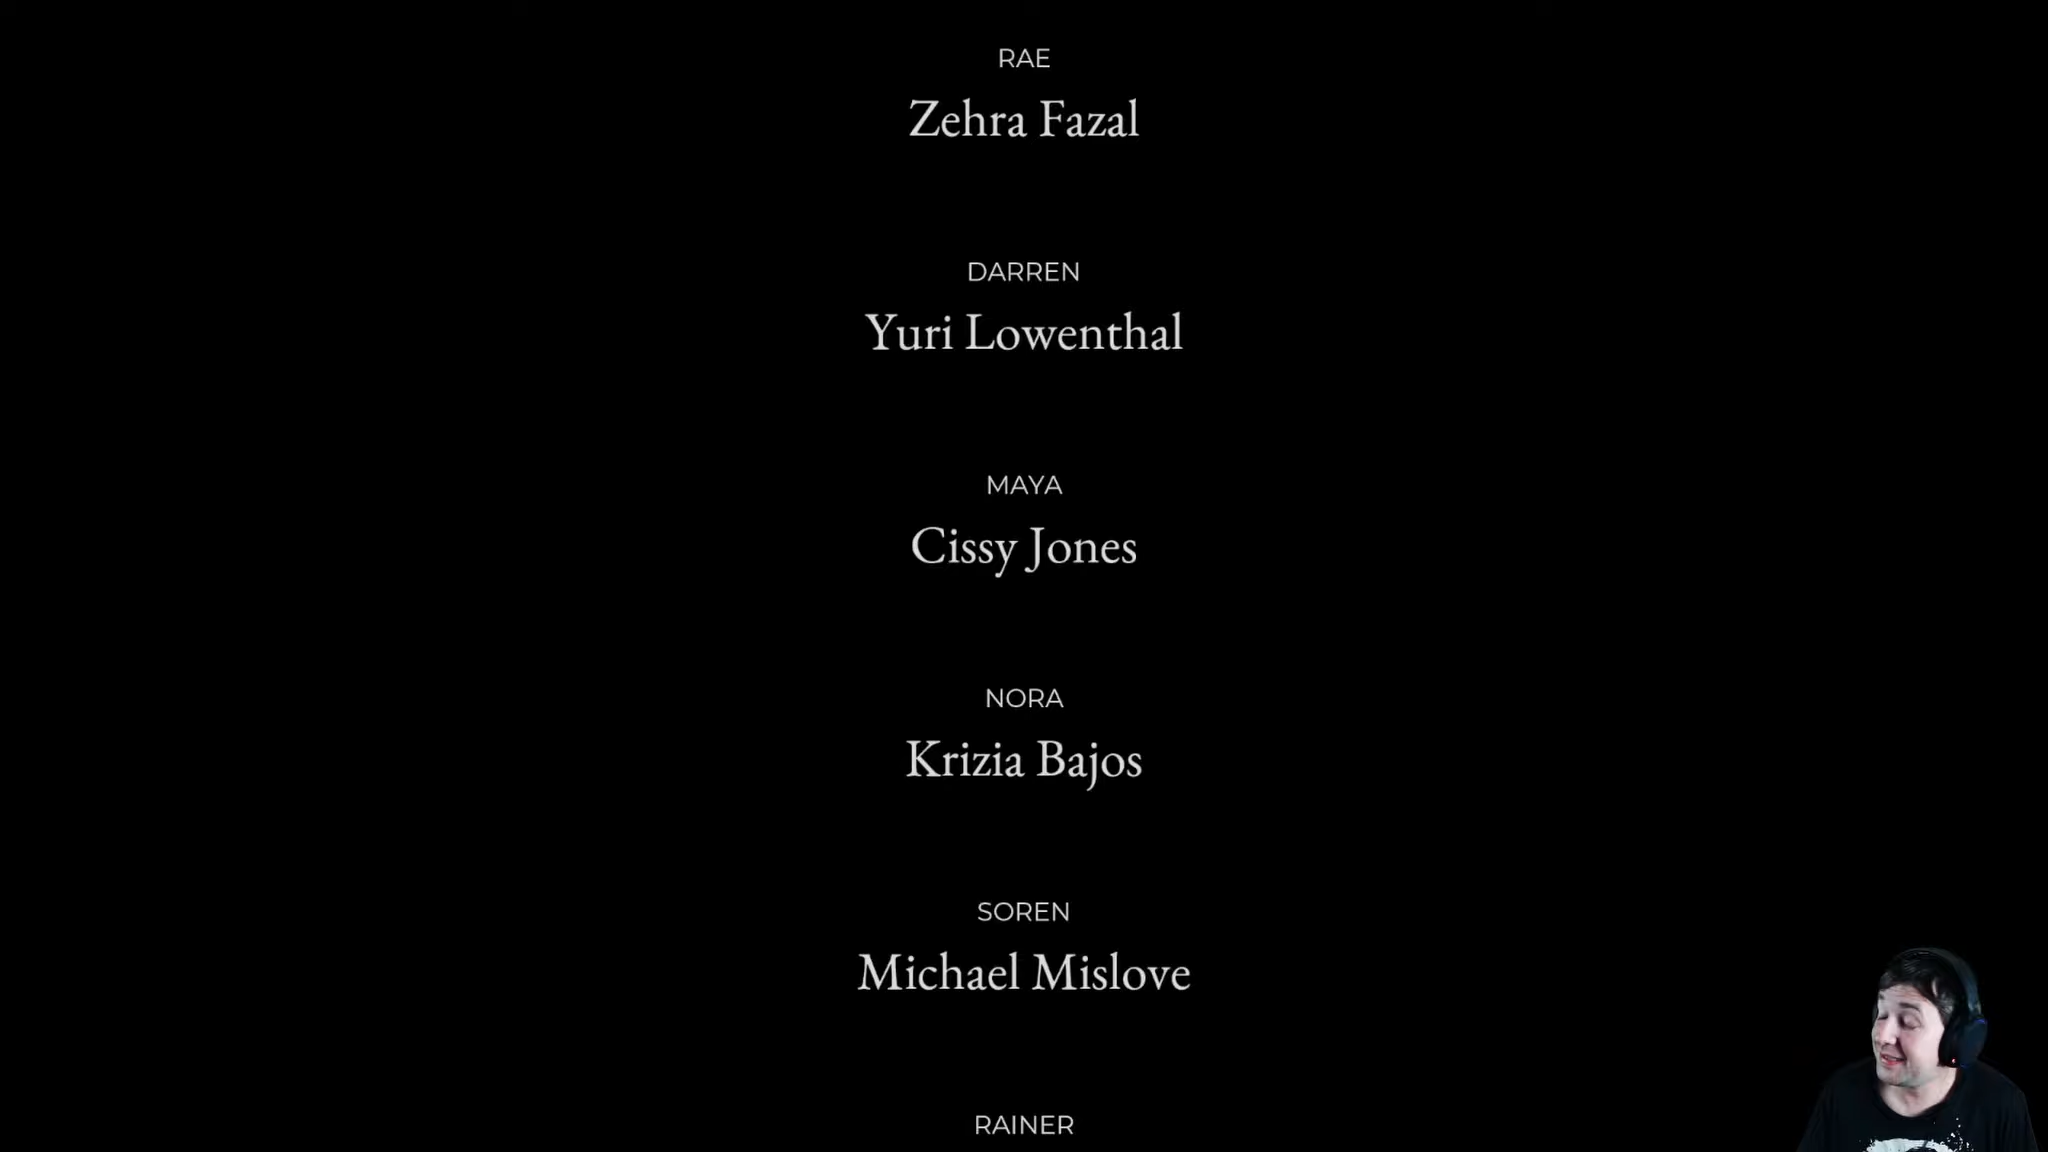 RAE
Zehra Fazal
DARREN
Yuri Lowenthal
MAYA
Cissy Jones
NORA
Krizia Bajos
SOREN
Michael Mislove
RAINER